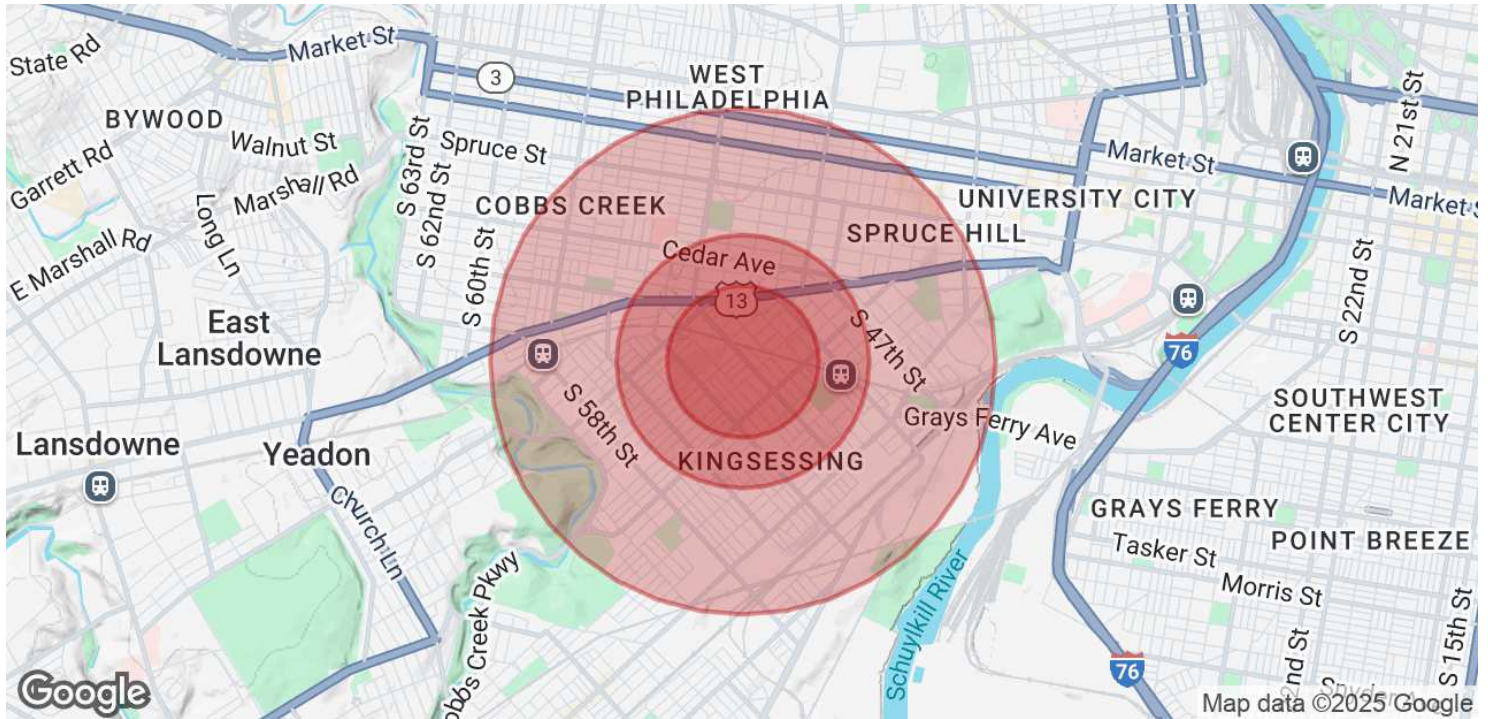 State Rd
Market St
3
WEST
PHILADELPHIA
BYWOOD
Walnut St
Garrett Rd
Marshall Rd
S 63rd St
Spruce St
N 21st St
Market St
Market S
S 62nd St
Long Ln
COBBS CREEK
UNIVERSITY CITY
SPRUCE HILL
E Marshall Rd
S 60th St
Cedar Ave
13
S 22nd St
East
Lansdowne
S 47th St
76
S 58th St
Grays Ferry Ave
SOUTHWEST
CENTER CITY
Lansdowne
Yeadon
KINGSESSING
Church Ln
GRAYS FERRY
POINT BREEZE
Tasker St
Morris St
obbs Creek Pkwy
Schuylkill River
S 15th St
2nd St
76
Google
Map data ©2025 Google